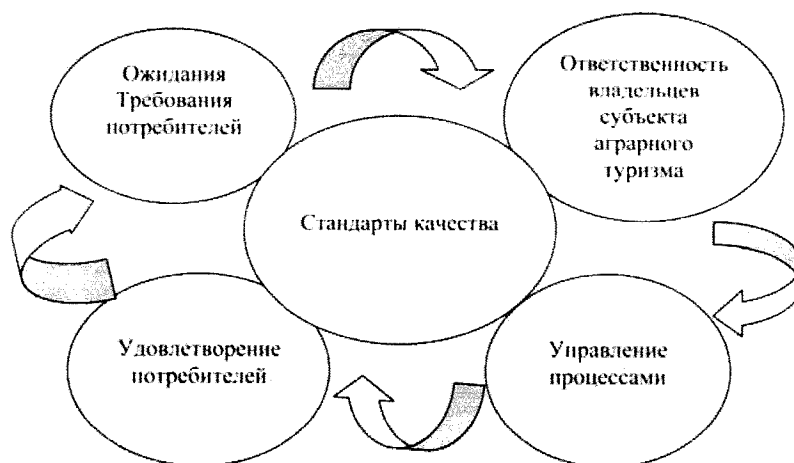 Ожидания
Требования
потребителей
Ответственность
владельцев
субъекта
аграрного
туризма
Стандарты качества
Удовлетворение
потребителей
Управление
процессами